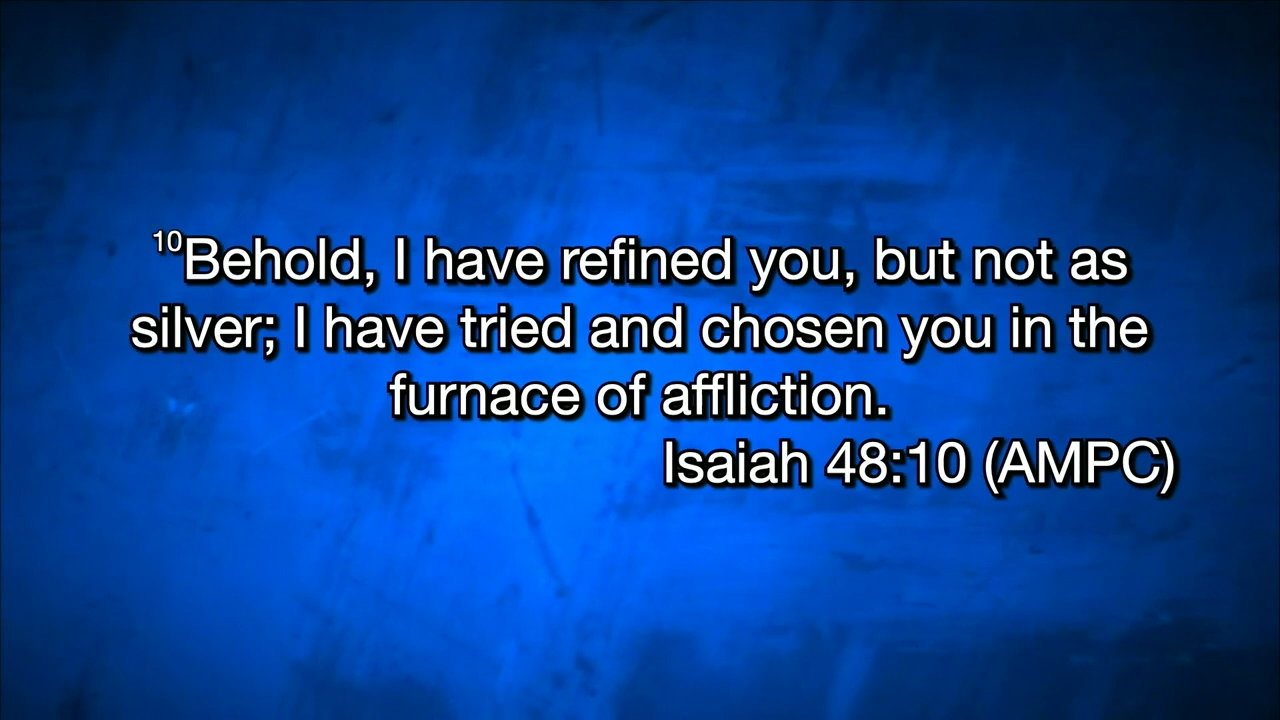 10Behold, I have refined you, but not as
silver; I have tried and chosen you in the
furnace of affliction.
Isaiah 48:10 (AMPC)